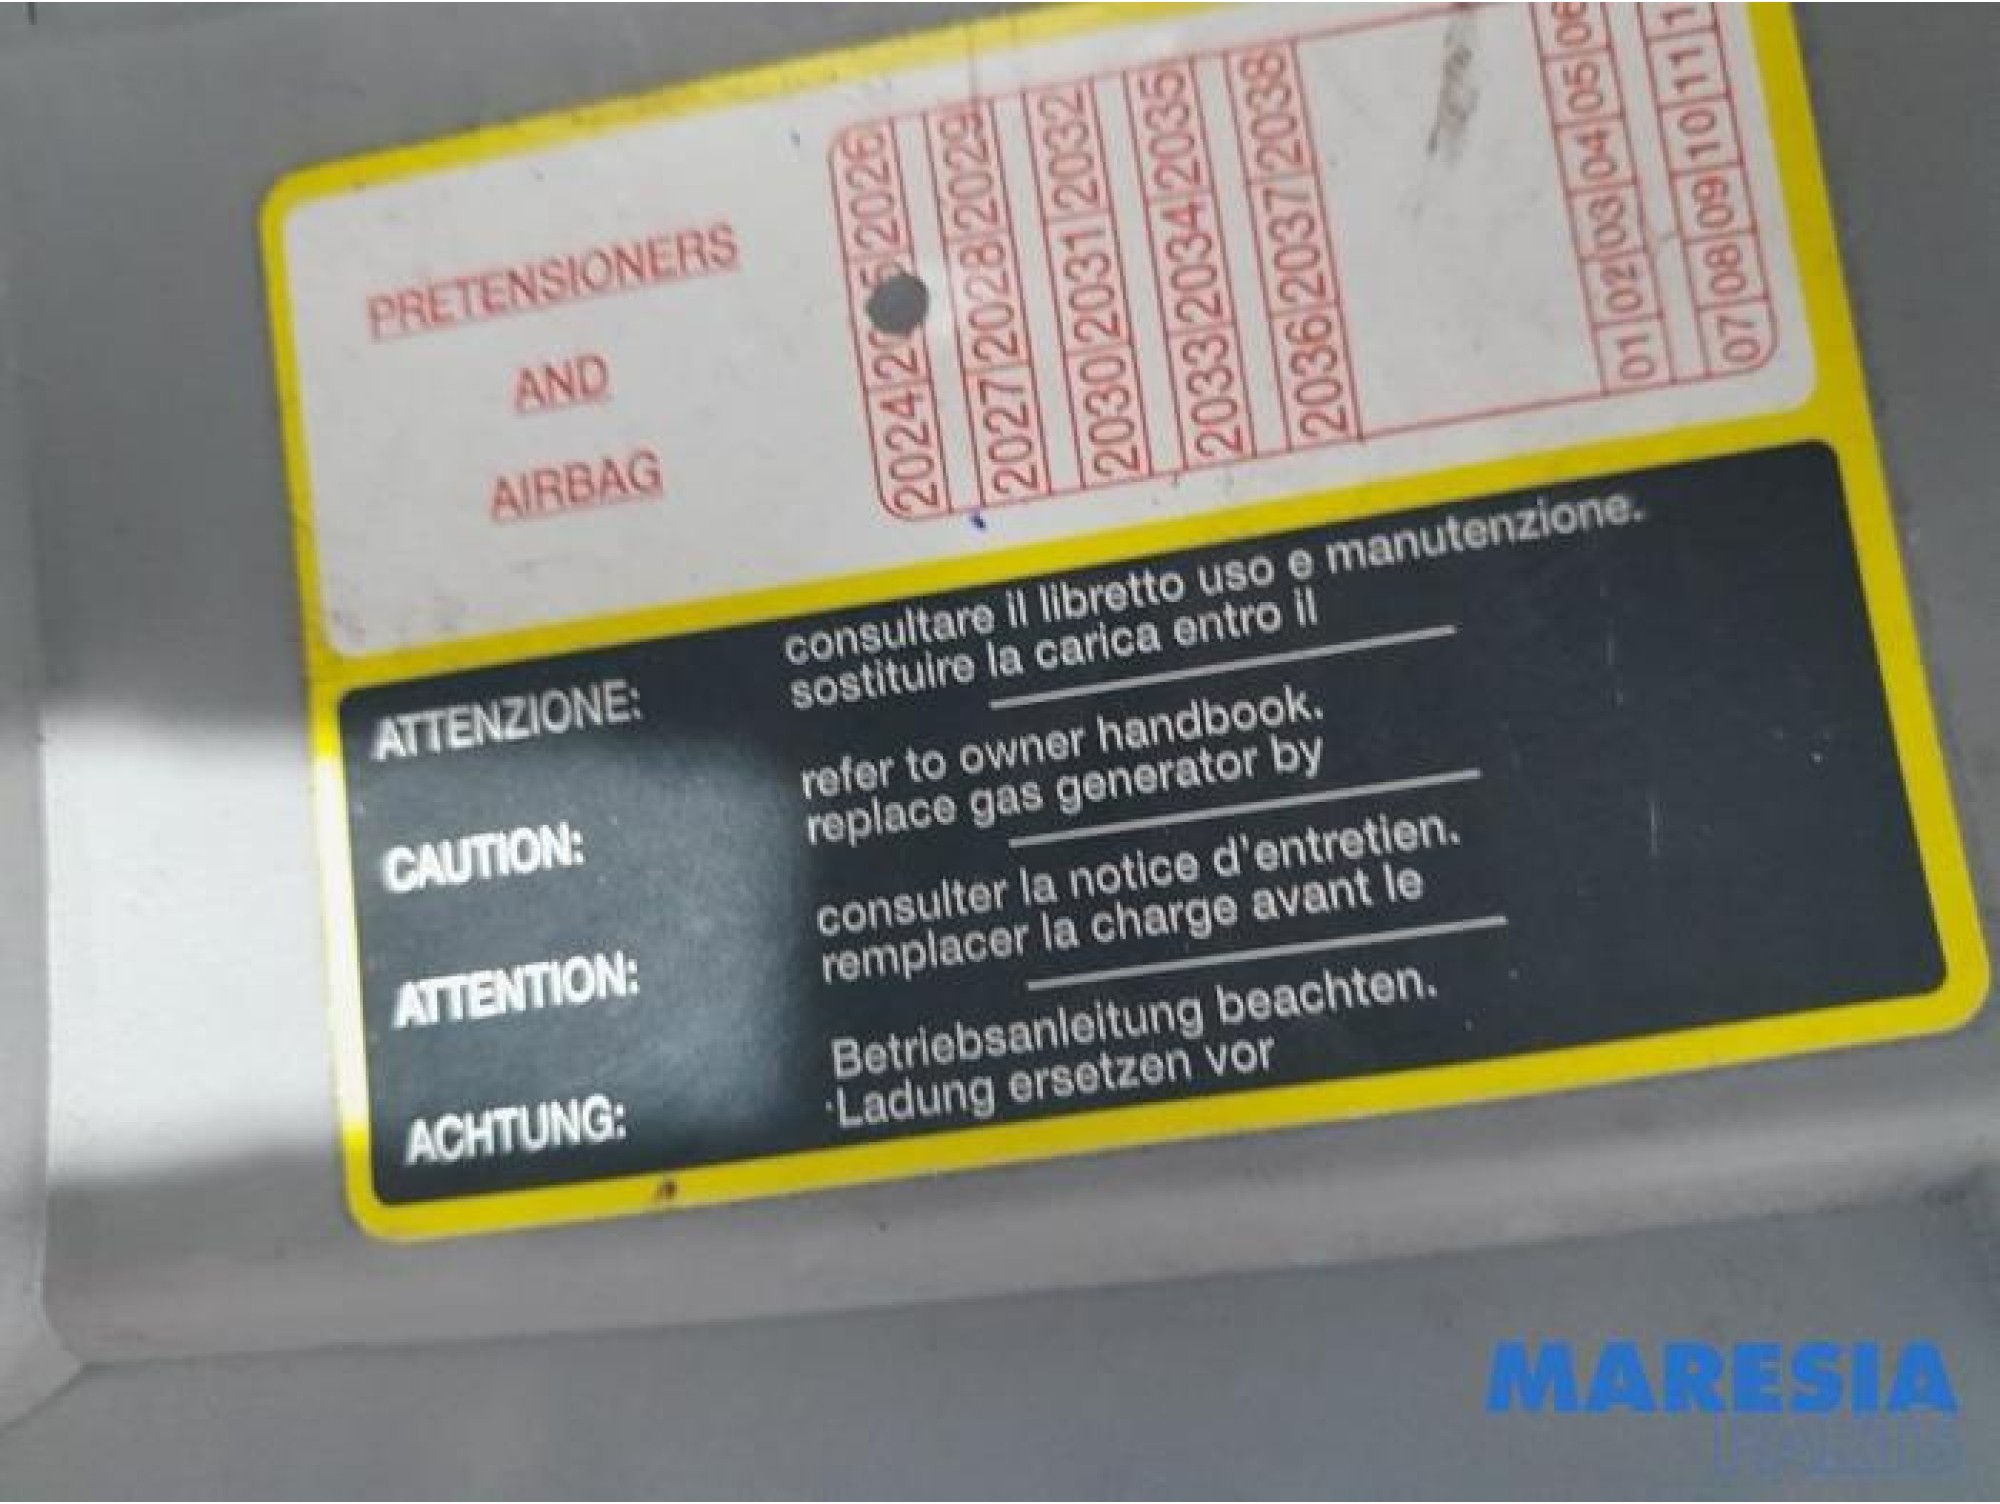 PRETENSIONERS
AND
AIRBAG
2024 2026
2027 2028 2029
2030 2031 2032
2033 2034 2035
2036 2037 2038
01 02 03 04 05 06
07 08 09 10 11
ATTENZIONE: consultare il libretto uso e manutenzione.
sostituire la carica entro il
CAUTION: refer to owner handbook.
replace gas generator by
ATTENTION: consulter la notice d'entretien.
remplacer la charge avant le
ACHTUNG: Betriebsanleitung beachten.
·Ladung ersetzen vor
MARESIA
PARTS